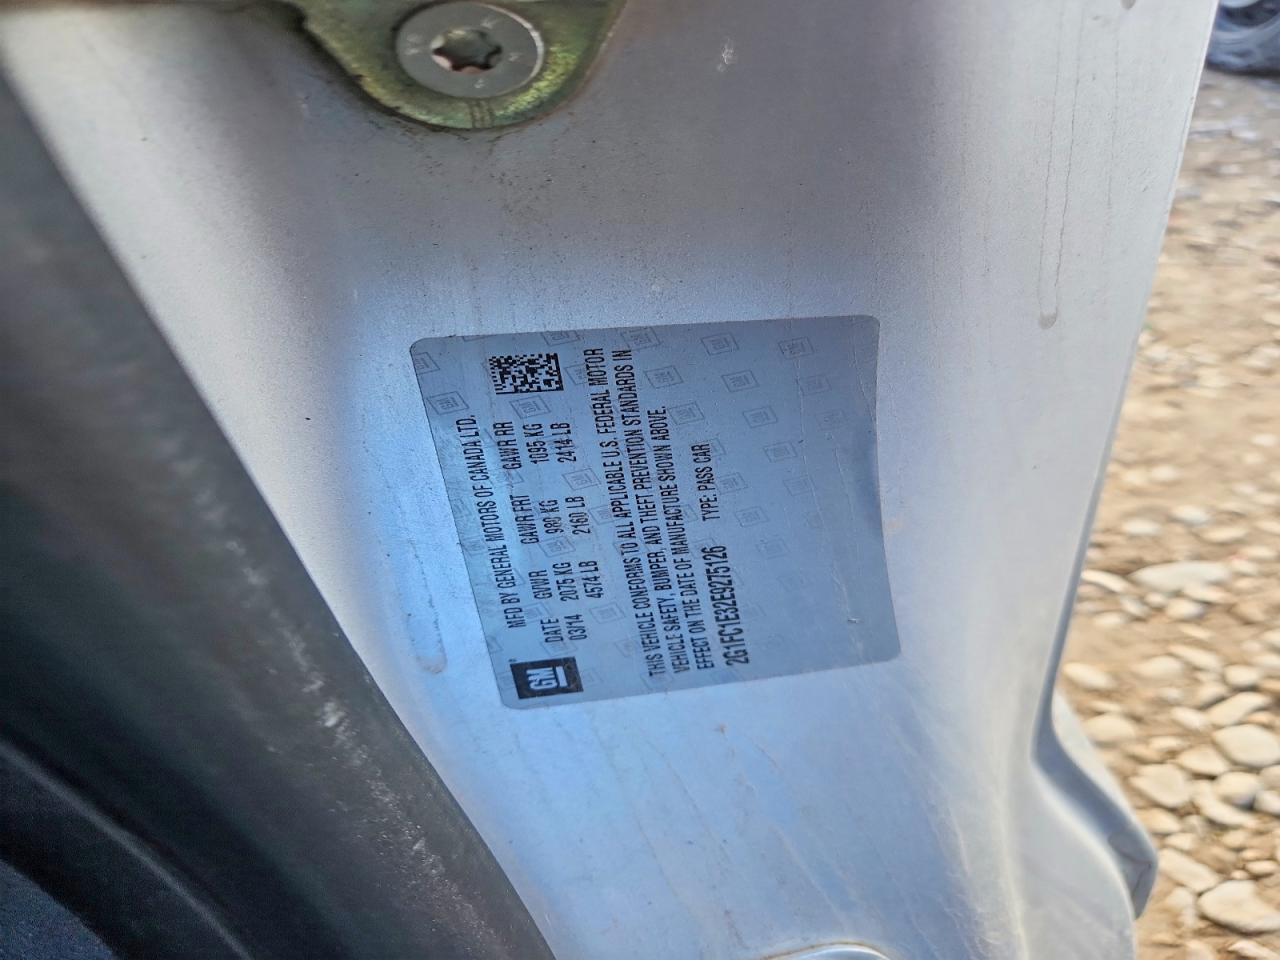 MFD BY GENERAL MOTORS OF CANADA LTD.
DATE GVWR GAWR FRT GAWR RR
03/14 2075 KG 980 KG 1095 KG
4574 LB 2160 LB 2414 LB
THIS VEHICLE CONFORMS TO ALL APPLICABLE U.S. FEDERAL MOTOR
VEHICLE SAFETY, BUMPER, AND THEFT PREVENTION STANDARDS IN
EFFECT ON THE DATE OF MANUFACTURE SHOWN ABOVE.
2G1FC1E32E9275126 TYPE: PASS CAR
GM